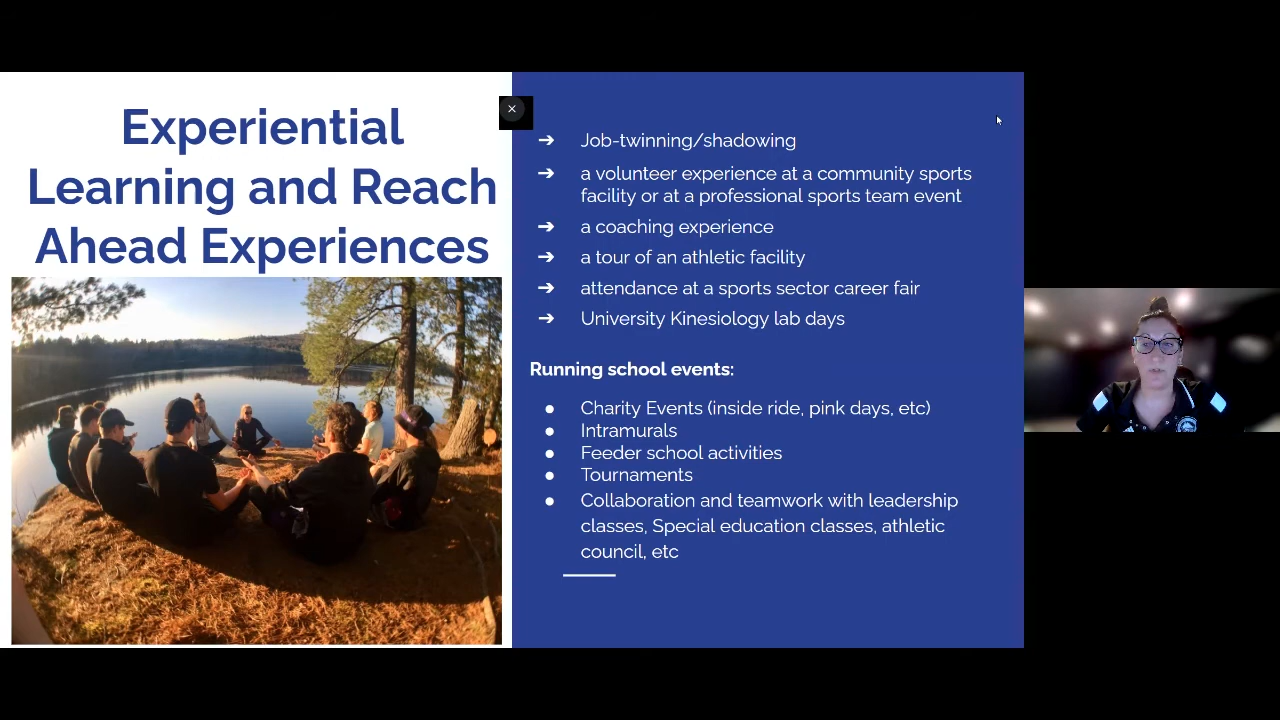 Experiential
Learning and Reach
Ahead Experiences
➔ Job-twinning/shadowing
➔ a volunteer experience at a community sports
facility or at a professional sports team event
➔ a coaching experience
➔ a tour of an athletic facility
➔ attendance at a sports sector career fair
➔ University Kinesiology lab days
Running school events:
● Charity Events (inside ride, pink days, etc)
● Intramurals
● Feeder school activities
● Tournaments
● Collaboration and teamwork with leadership
classes, Special education classes, athletic
council, etc